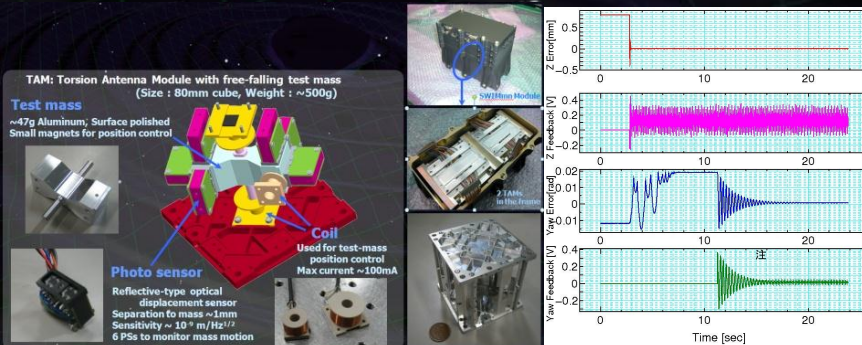 TAM: Torsion Antenna Module with free-falling test mass
(Size : 80mm cube, Weight : ~500g)
Test mass
~47g Aluminum, Surface polished
Small magnets for position control
Coil
Used for test-mass
position control
Max current ~100mA
Photo sensor
Reflective-type optical
displacement sensor
Separation to mass ~1mm
Sensitivity ~ 10⁻⁹ m/Hz¹/²
6 PSs to monitor mass motion
SWIMμν Module
2 TAMs
in the frame
Z Error[mm]
0.5
0
−0.5
0
10
20
Z Feedback [V]
0.4
0.2
0
−0.2
0
10
20
Yaw Error[rad]
0.02
0.01
0
−0.01
0
10
20
Yaw Feedback [V]
0.4
0.2
0
−0.2
注
0
10
20
Time [sec]